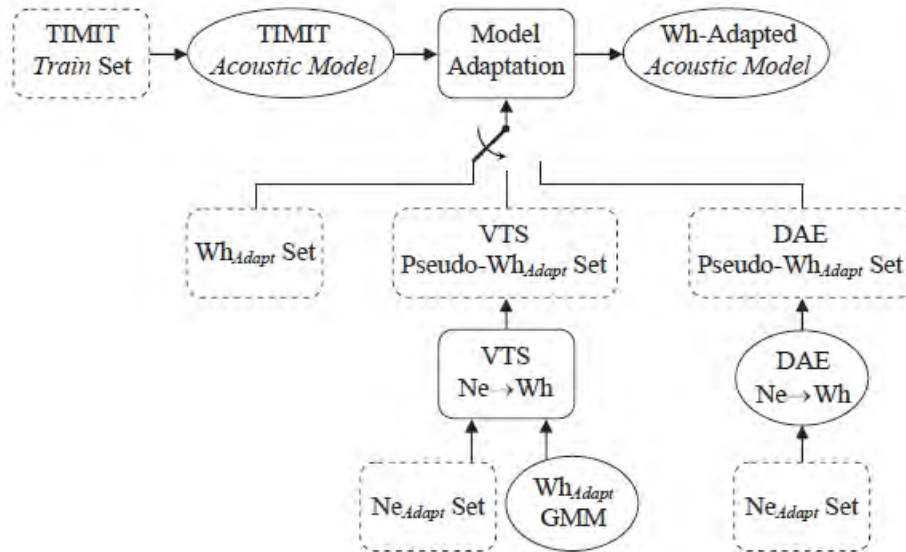 TIMIT
Train Set
TIMIT
Acoustic Model
Model
Adaptation
Wh-Adapted
Acoustic Model
WhAdapt Set
VTS
Pseudo-WhAdapt Set
DAE
Pseudo-WhAdapt Set
VTS
Ne→Wh
DAE
Ne→Wh
NeAdapt Set
WhAdapt
GMM
NeAdapt Set